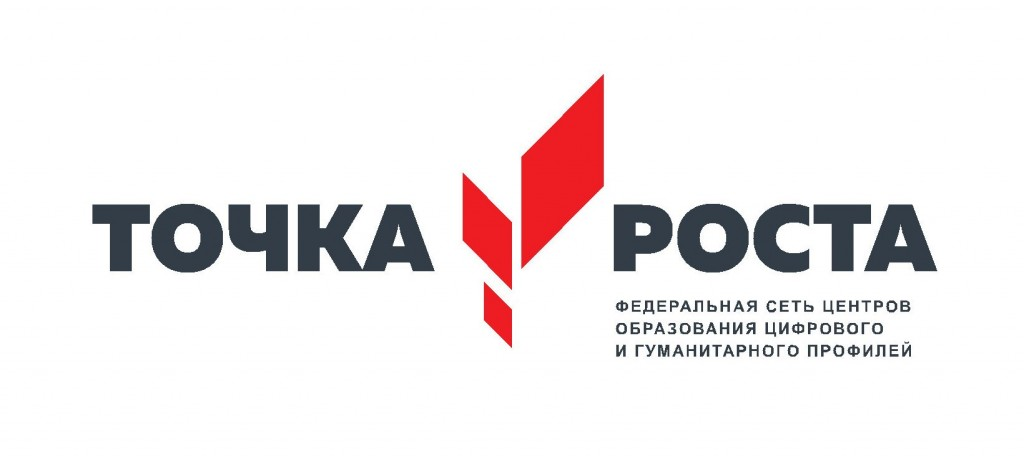 ТОЧКА РОСТА
ФЕДЕРАЛЬНАЯ СЕТЬ ЦЕНТРОВ
ОБРАЗОВАНИЯ ЦИФРОВОГО
И ГУМАНИТАРНОГО ПРОФИЛЕЙ